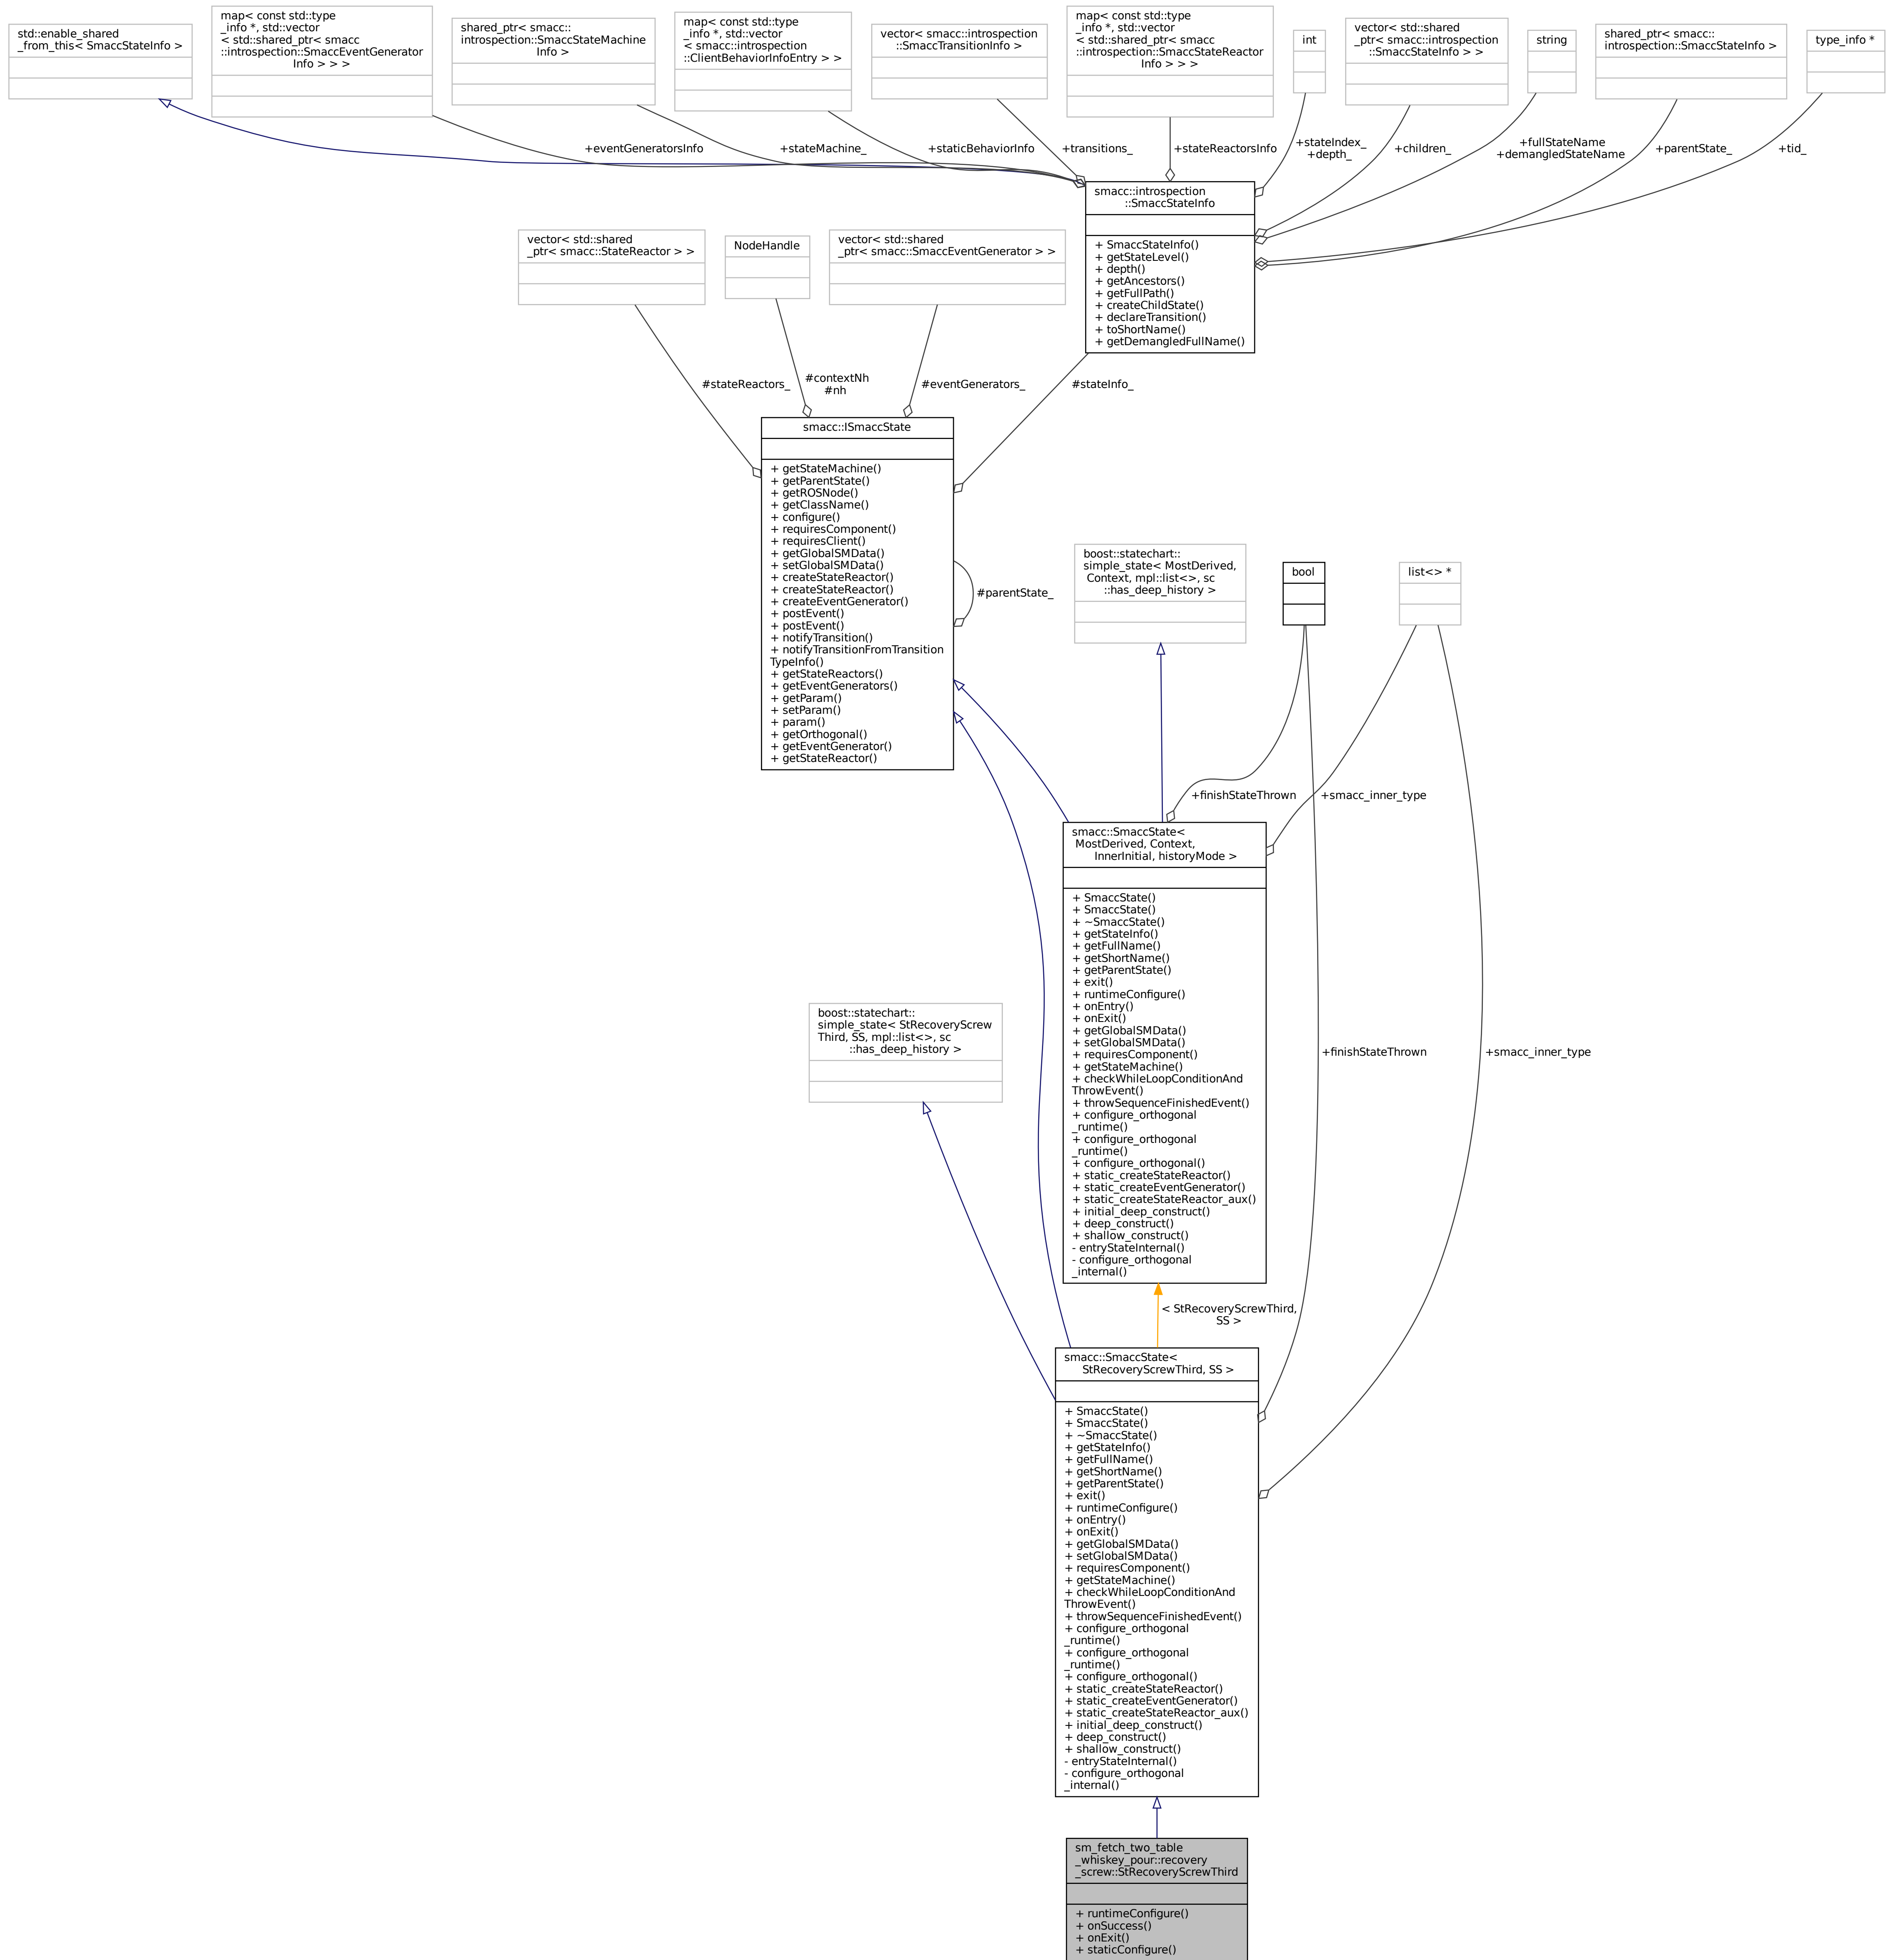 std::enable_shared
_from_this< SmaccStateInfo >
map< const std::type
_info *, std::vector
< std::shared_ptr< smacc
::introspection::SmaccEventGenerator
Info > > >
shared_ptr< smacc::
introspection::SmaccStateMachine
Info >
map< const std::type
_info *, std::vector
< smacc::introspection
::ClientBehaviorInfoEntry > >
vector< smacc::introspection
::SmaccTransitionInfo >
map< const std::type
_info *, std::vector
< std::shared_ptr< smacc
::introspection::SmaccStateReactor
Info > > >
int
vector< std::shared
_ptr< smacc::introspection
::SmaccStateInfo > >
string
shared_ptr< smacc::
introspection::SmaccStateInfo >
type_info *
+eventGeneratorsInfo
+stateMachine_
+staticBehaviorInfo
+transitions_
+stateReactorsInfo
+stateIndex_
+depth_
+children_
+fullStateName
+demangledStateName
+parentState_
+tid_
smacc::introspection
::SmaccStateInfo
+ SmaccStateInfo()
+ getStateLevel()
+ depth()
+ getAncestors()
+ getFullPath()
+ createChildState()
+ declareTransition()
+ toShortName()
+ getDemangledFullName()
vector< std::shared
_ptr< smacc::StateReactor > >
NodeHandle
vector< std::shared
_ptr< smacc::SmaccEventGenerator > >
#stateReactors_
#contextNh
#nh
#eventGenerators_
#stateInfo_
smacc::ISmaccState
+ getStateMachine()
+ getParentState()
+ getROSNode()
+ getClassName()
+ configure()
+ requiresComponent()
+ requiresClient()
+ getGlobalSMData()
+ setGlobalSMData()
+ createStateReactor()
+ createStateReactor()
+ createEventGenerator()
+ postEvent()
+ postEvent()
+ notifyTransition()
+ notifyTransitionFromTransition
TypeInfo()
+ getStateReactors()
+ getEventGenerators()
+ getParam()
+ setParam()
+ param()
+ getOrthogonal()
+ getEventGenerator()
+ getStateReactor()
#parentState_
boost::statechart::
simple_state< MostDerived,
Context, mpl::list<>, sc
::has_deep_history >
bool
list<> *
+finishStateThrown
+smacc_inner_type
smacc::SmaccState<
MostDerived, Context,
InnerInitial, historyMode >
+ SmaccState()
+ SmaccState()
+ ~SmaccState()
+ getStateInfo()
+ getFullName()
+ getShortName()
+ getParentState()
+ exit()
+ runtimeConfigure()
+ onEntry()
+ onExit()
+ getGlobalSMData()
+ setGlobalSMData()
+ requiresComponent()
+ getStateMachine()
+ checkWhileLoopConditionAnd
ThrowEvent()
+ throwSequenceFinishedEvent()
+ configure_orthogonal
_runtime()
+ configure_orthogonal
_runtime()
+ configure_orthogonal()
+ static_createStateReactor()
+ static_createEventGenerator()
+ static_createStateReactor_aux()
+ initial_deep_construct()
+ deep_construct()
+ shallow_construct()
- entryStateInternal()
- configure_orthogonal
_internal()
boost::statechart::
simple_state< StRecoveryScrew
Third, SS, mpl::list<>, sc
::has_deep_history >
+finishStateThrown
+smacc_inner_type
< StRecoveryScrewThird,
SS >
smacc::SmaccState<
StRecoveryScrewThird, SS >
+ SmaccState()
+ SmaccState()
+ ~SmaccState()
+ getStateInfo()
+ getFullName()
+ getShortName()
+ getParentState()
+ exit()
+ runtimeConfigure()
+ onEntry()
+ onExit()
+ getGlobalSMData()
+ setGlobalSMData()
+ requiresComponent()
+ getStateMachine()
+ checkWhileLoopConditionAnd
ThrowEvent()
+ throwSequenceFinishedEvent()
+ configure_orthogonal
_runtime()
+ configure_orthogonal
_runtime()
+ configure_orthogonal()
+ static_createStateReactor()
+ static_createEventGenerator()
+ static_createStateReactor_aux()
+ initial_deep_construct()
+ deep_construct()
+ shallow_construct()
- entryStateInternal()
- configure_orthogonal
_internal()
sm_fetch_two_table
_whiskey_pour::recovery
_screw::StRecoveryScrewThird
+ runtimeConfigure()
+ onSuccess()
+ onExit()
+ staticConfigure()